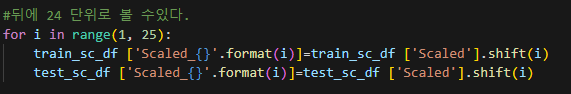 #뒤에 24 단위로 볼 수있다.
for i in range(1, 25):
    train_sc_df ['Scaled_{}'.format(i)]=train_sc_df ['Scaled'].shift(i)
    test_sc_df ['Scaled_{}'.format(i)]=test_sc_df ['Scaled'].shift(i)